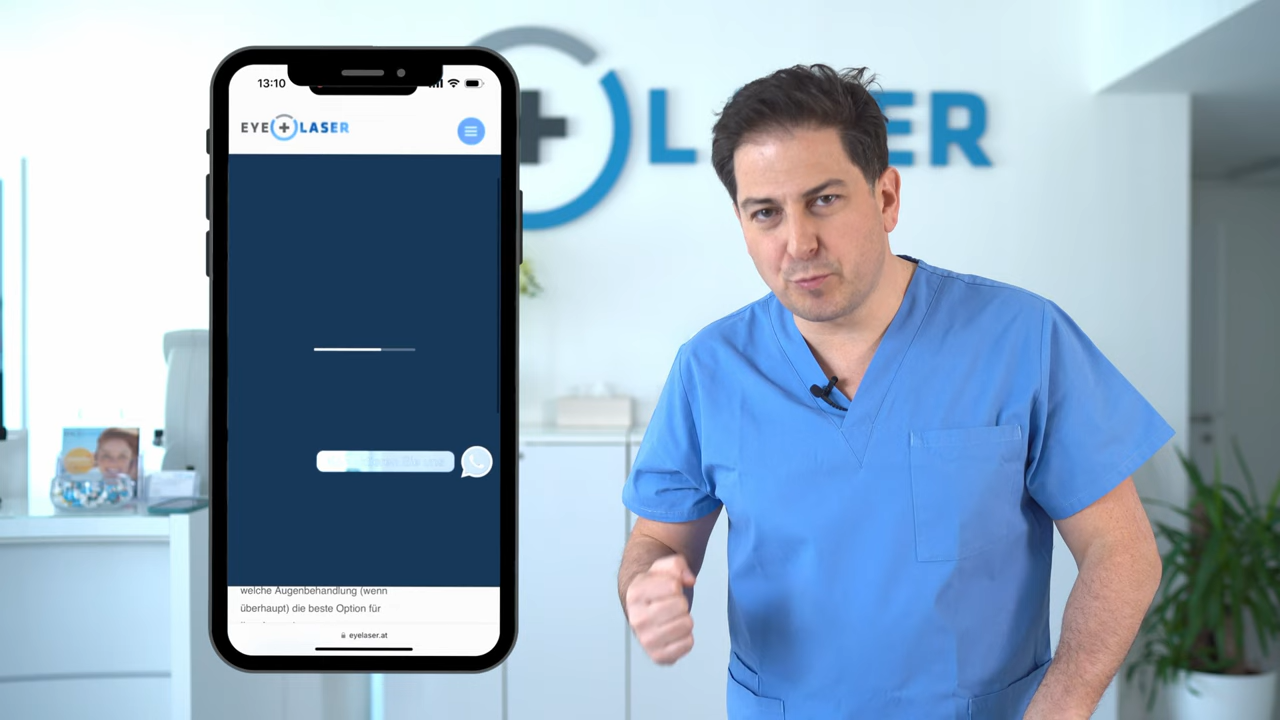 13:10
EYE LASER
welche Augenbehandlung (wenn
überhaupt) die beste Option für
eyelaser.at
L ER